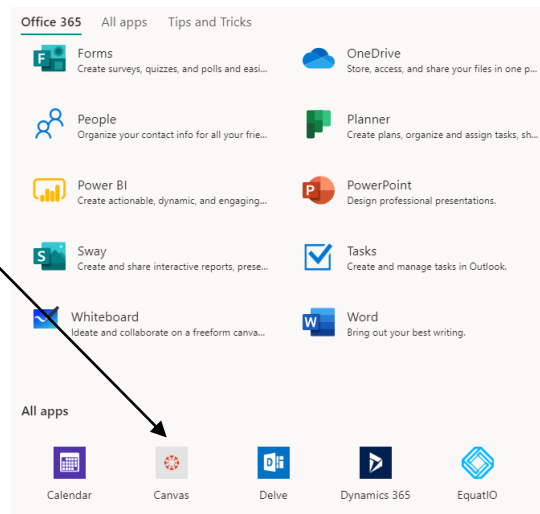 Office 365 All apps Tips and Tricks
Forms
Create surveys, quizzes, and polls and easi...
OneDrive
Store, access, and share your files in one p...
People
Organize your contact info for all your frie...
Planner
Create plans, organize and assign tasks, sh...
Power BI
Create actionable, dynamic, and engaging...
PowerPoint
Design professional presentations.
Sway
Create and share interactive reports, prese...
Tasks
Create and manage tasks in Outlook.
Whiteboard
Ideate and collaborate on a freeform canva...
Word
Bring out your best writing.
All apps
Calendar Canvas Delve Dynamics 365 EquatIO